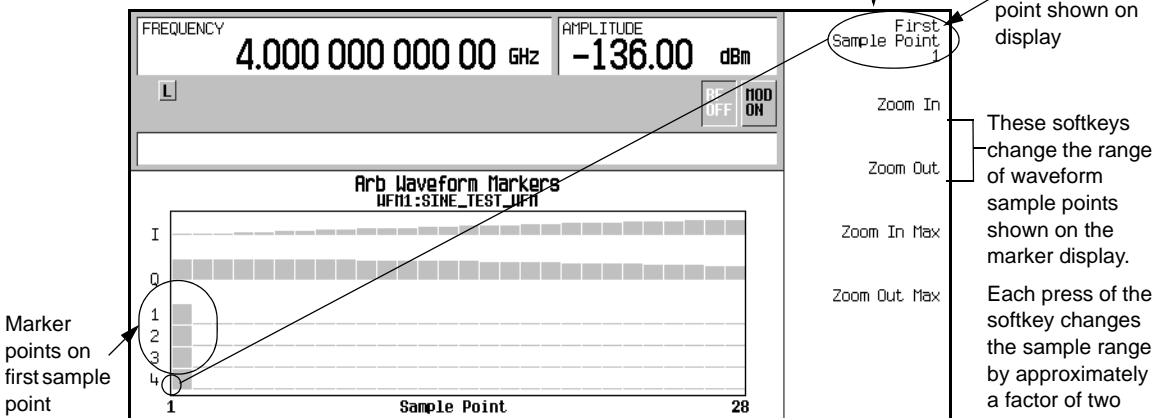 point shown on
display
FREQUENCY
4.000 000 000 00 GHz
AMPLITUDE
-136.00 dBm
L
RF
OFF
MOD
ON
First
Sample Point
1
Zoom In
Zoom Out
Zoom In Max
Zoom Out Max
These softkeys
change the range
of waveform
sample points
shown on the
marker display.
Each press of the
softkey changes
the sample range
by approximately
a factor of two
Arb Waveform Markers
WFM1:SINE_TEST_WFM
I
Q
1
2
3
4
1
Sample Point
28
Marker
points on
first sample
point